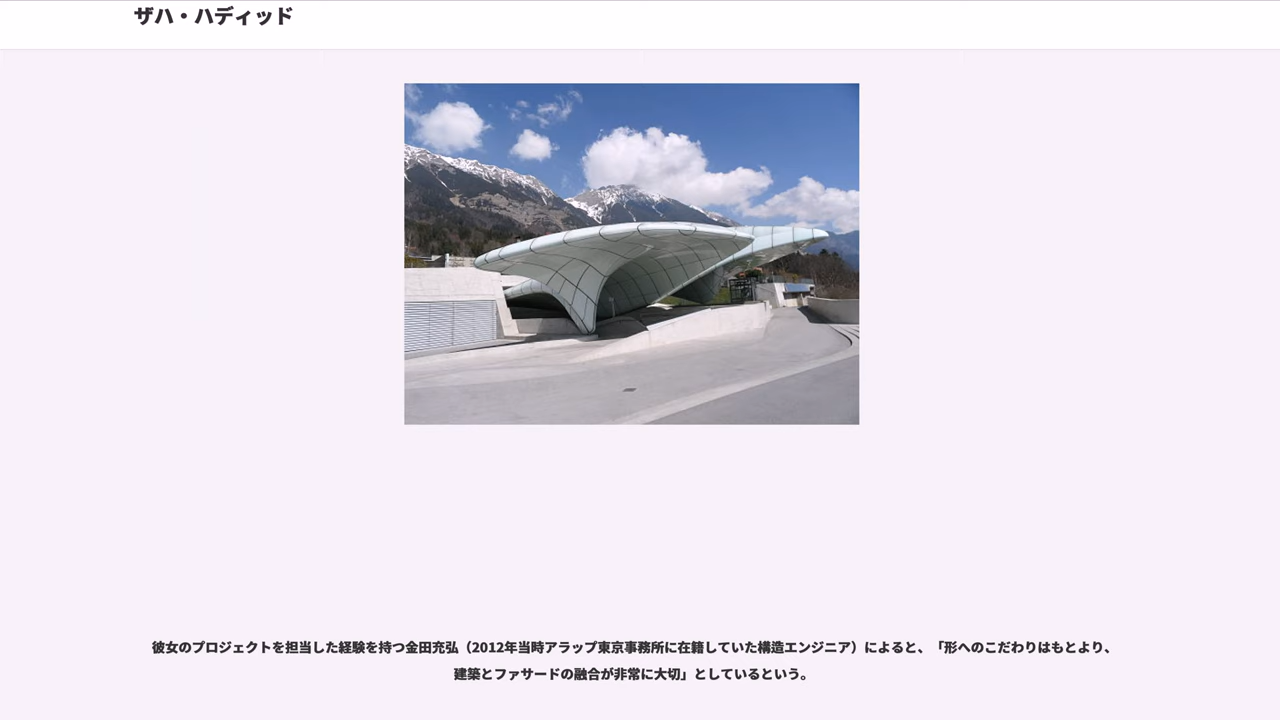 ザハ・ハディッド
彼女のプロジェクトを担当した経験を持つ金田充弘（2012年当時アラップ東京事務所に在籍していた構造エンジニア）によると、「形へのこだわりはもとより、
建築とファサードの融合が非常に大切」としているという。